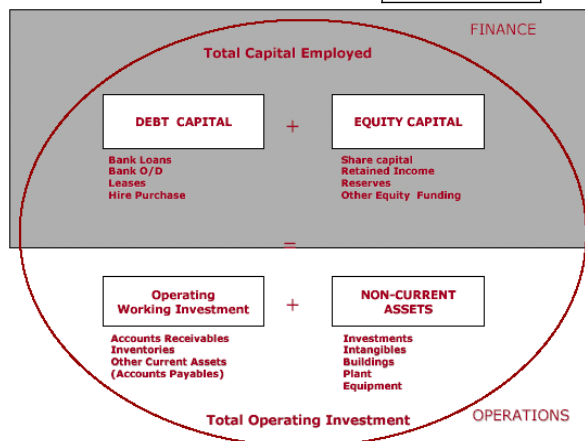 FINANCE
Total Capital Employed
DEBT CAPITAL + EQUITY CAPITAL
Bank Loans
Bank O/D
Leases
Hire Purchase
Share capital
Retained Income
Reserves
Other Equity Funding
=
Operating
Working Investment
+
NON-CURRENT
ASSETS
Accounts Receivables
Inventories
Other Current Assets
(Accounts Payables)
Investments
Intangibles
Buildings
Plant
Equipment
Total Operating Investment
OPERATIONS